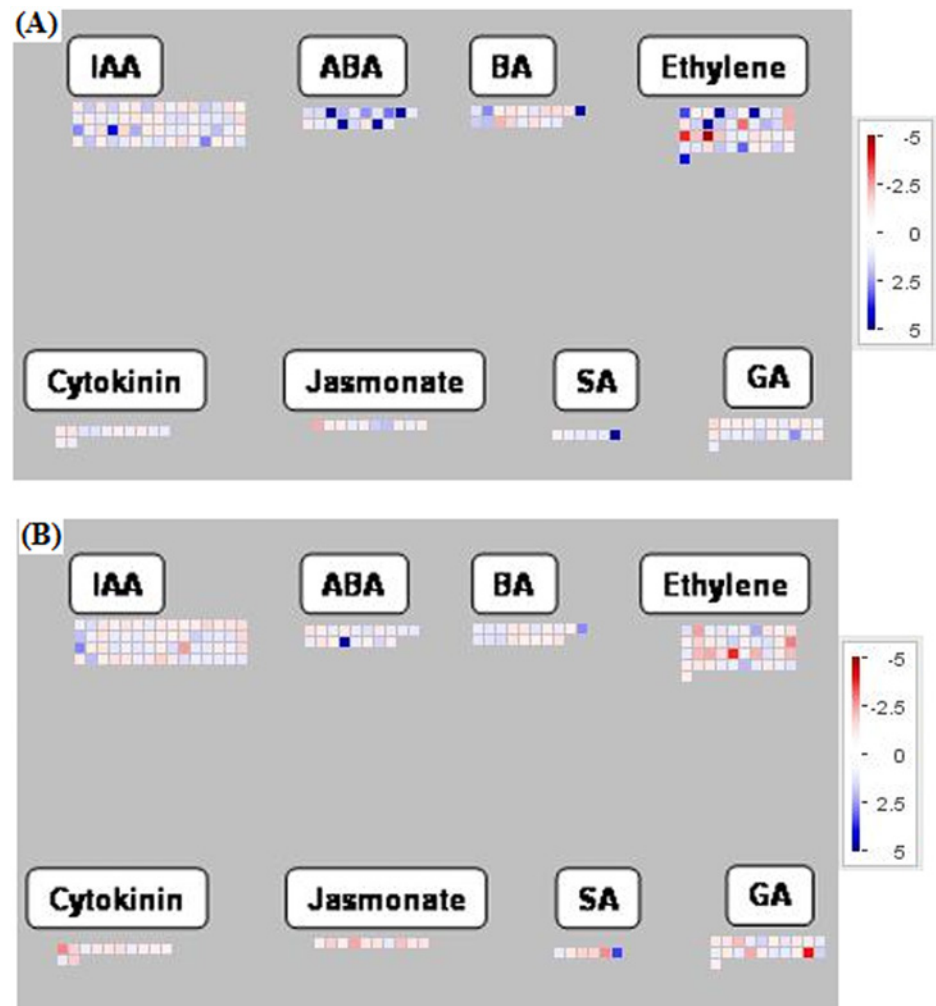 (A)
IAA ABA BA Ethylene
-5
-2.5
0
2.5
5
Cytokinin Jasmonate SA GA
(B)
IAA ABA BA Ethylene
-5
-2.5
0
2.5
5
Cytokinin Jasmonate SA GA